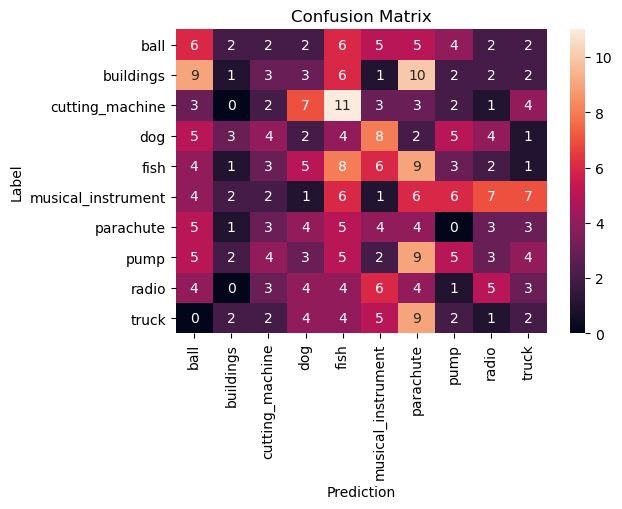 Confusion Matrix
ball 6 2 2 2 6 5 5 4 2 2
buildings 9 1 3 3 6 1 10 2 2 2
cutting_machine 3 0 2 7 11 3 3 2 1 4
dog 5 3 4 2 4 8 2 5 4 1
fish 4 1 3 5 8 6 9 3 2 1
musical_instrument 4 2 2 1 6 1 6 6 7 7
parachute 5 1 3 4 5 4 4 0 3 3
pump 5 2 4 3 5 2 9 5 3 4
radio 4 0 3 4 4 6 4 1 5 3
truck 0 2 2 4 4 5 9 2 1 2
Label
ball buildings cutting_machine dog fish musical_instrument parachute pump radio truck
Prediction
10
8
6
4
2
0